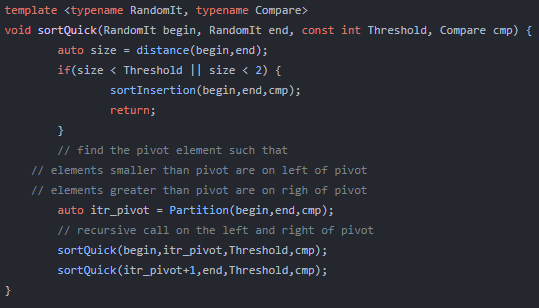 template <typename RandomIt, typename Compare>
void sortQuick(RandomIt begin, RandomIt end, const int Threshold, Compare cmp) {
        auto size = distance(begin,end);
        if(size < Threshold || size < 2) {
                sortInsertion(begin,end,cmp);
                return;
        }
        // find the pivot element such that
    // elements smaller than pivot are on left of pivot
    // elements greater than pivot are on righ of pivot
        auto itr_pivot = Partition(begin,end,cmp);
        // recursive call on the left and right of pivot
        sortQuick(begin,itr_pivot,Threshold,cmp);
        sortQuick(itr_pivot+1,end,Threshold,cmp);
}